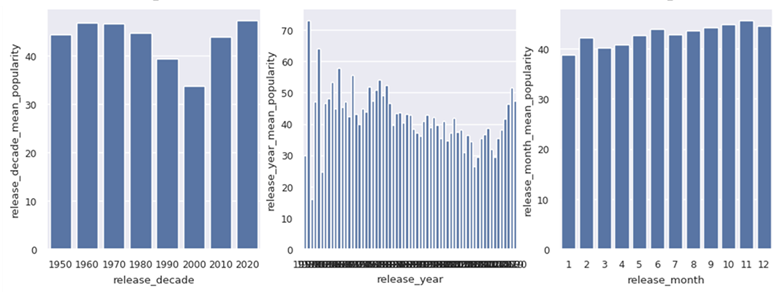 release_decade_mean_popularity
40
30
20
10
0
1950 1960 1970 1980 1990 2000 2010 2020
release_decade
release_year_mean_popularity
70
60
50
40
30
20
10
0
release_year
release_month_mean_popularity
40
30
20
10
0
1 2 3 4 5 6 7 8 9 10 11 12
release_month